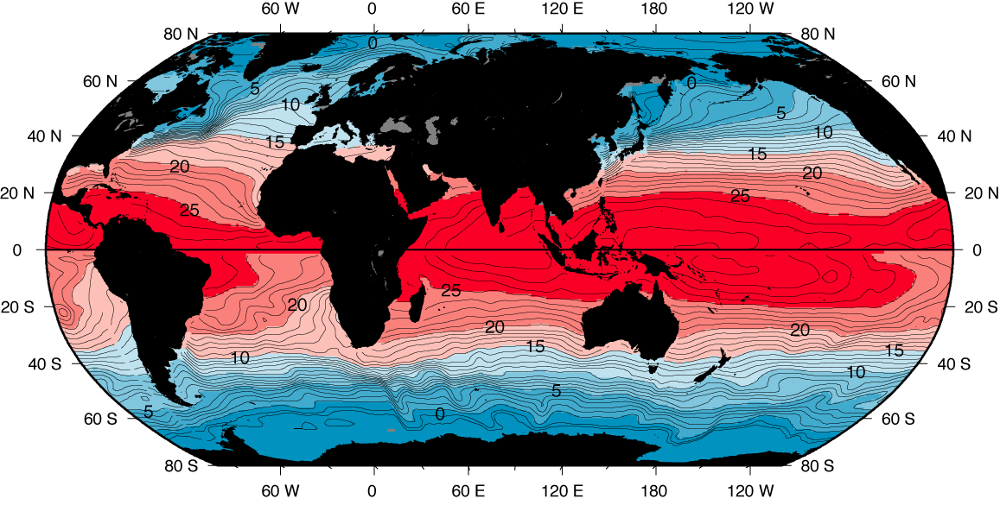 60 W 0 60 E 120 E 180 120 W
80 N 0 80 N
60 N 5 0 60 N
10 5
40 N 15 10 40 N
15
20 20
20 N 25 25 20 N
0 0
25
20 S 20 20 S
20 20
10 15 15
40 S 10 40 S
5
5 0
60 S 60 S
80 S 80 S
60 W 0 60 E 120 E 180 120 W